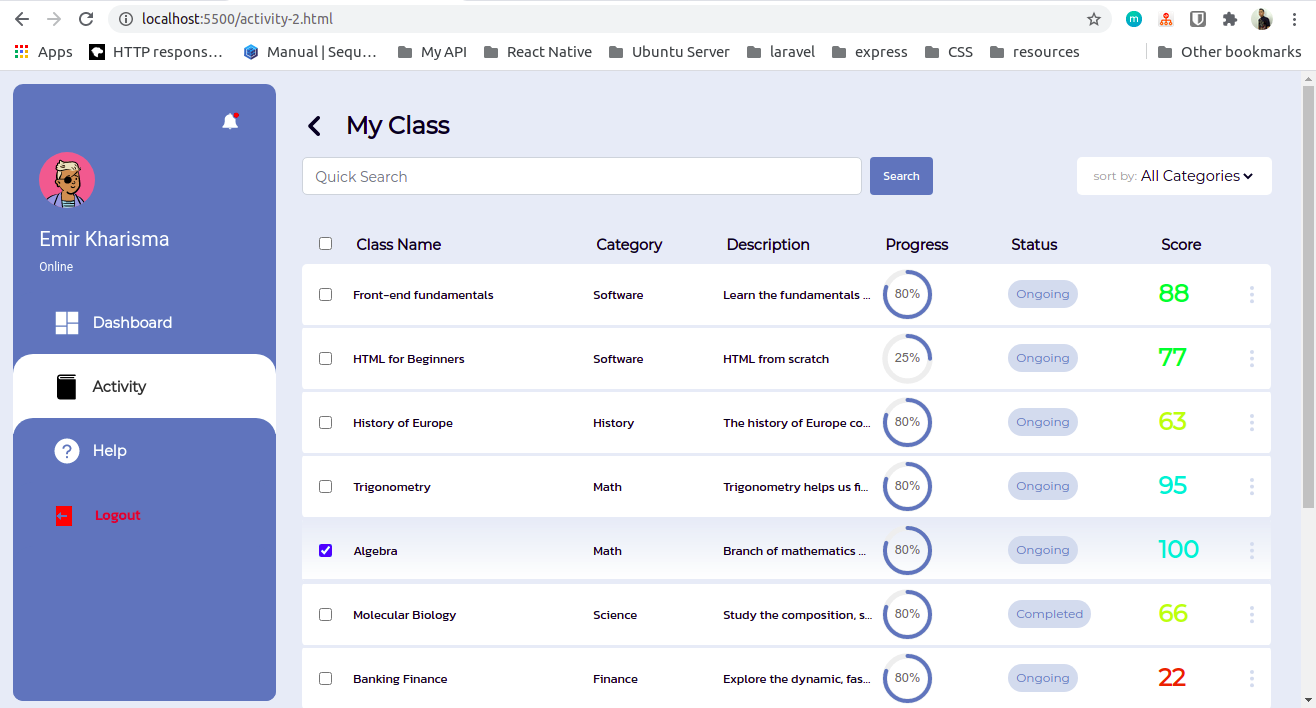 localhost:5500/activity-2.html
m
Apps HTTP respons… Manual | Sequ… My API React Native Ubuntu Server laravel express CSS resources Other bookmarks
My Class
Quick Search Search sort by: All Categories
Emir Kharisma
Online
Dashboard
Activity
? Help
Logout
Class Name Category Description Progress Status Score
Front-end fundamentals Software Learn the fundamentals ... 80% Ongoing 88
HTML for Beginners Software HTML from scratch 25% Ongoing 77
History of Europe History The history of Europe co... 80% Ongoing 63
Trigonometry Math Trigonometry helps us fi... 80% Ongoing 95
Algebra Math Branch of mathematics ... 80% Ongoing 100
Molecular Biology Science Study the composition, s... 80% Completed 66
Banking Finance Finance Explore the dynamic, fas... 80% Ongoing 22